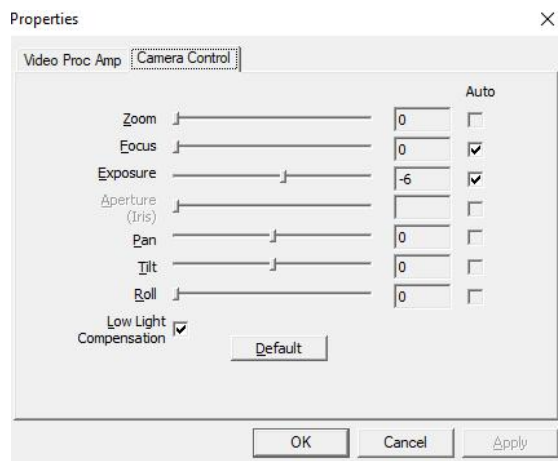 Properties
Video Proc Amp Camera Control
Auto
Zoom 0
Focus 0
Exposure -6
Aperture
(Iris)
Pan 0
Tilt 0
Roll 0
Low Light
Compensation
Default
OK Cancel Apply